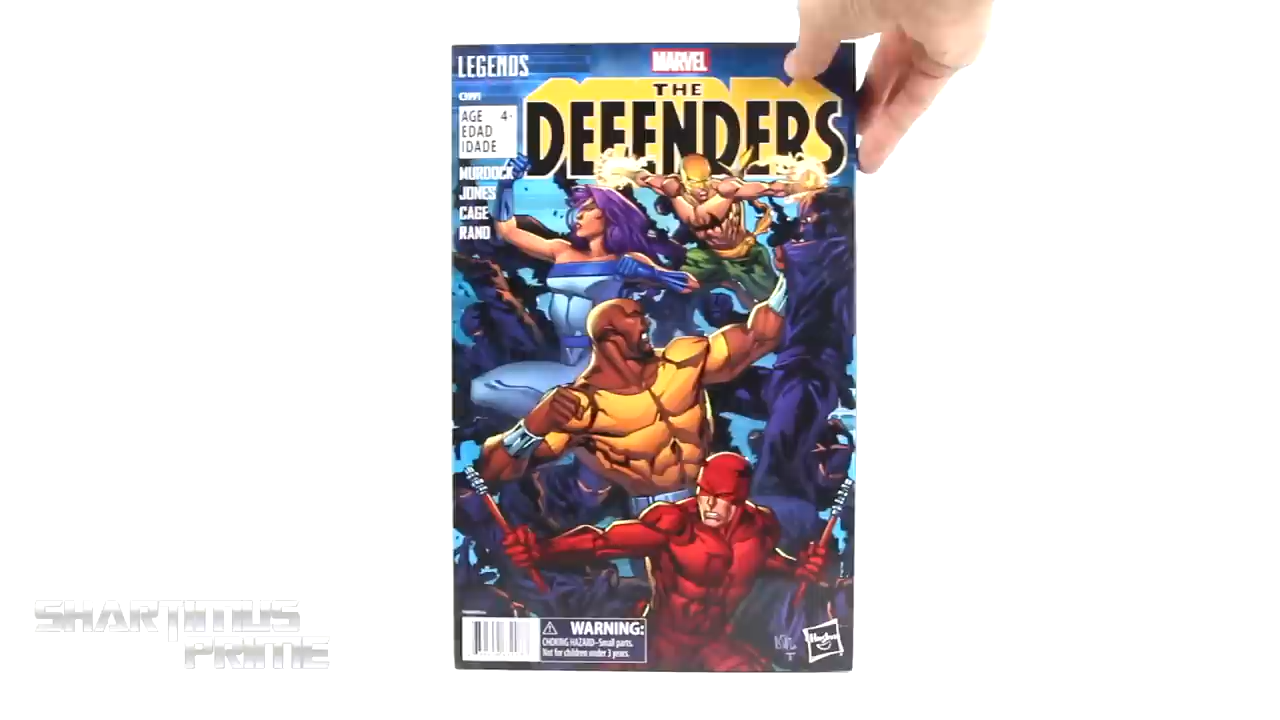 LEGENDS
MARVEL
THE
DEFENDERS
AGE 4+
EDAD
IDADE
MURDOCK
JONES
CAGE
RAND
WARNING:
CHOKING HAZARD–Small parts.
Not for children under 3 years.
Hasbro
SHARTIMUS
PRIME